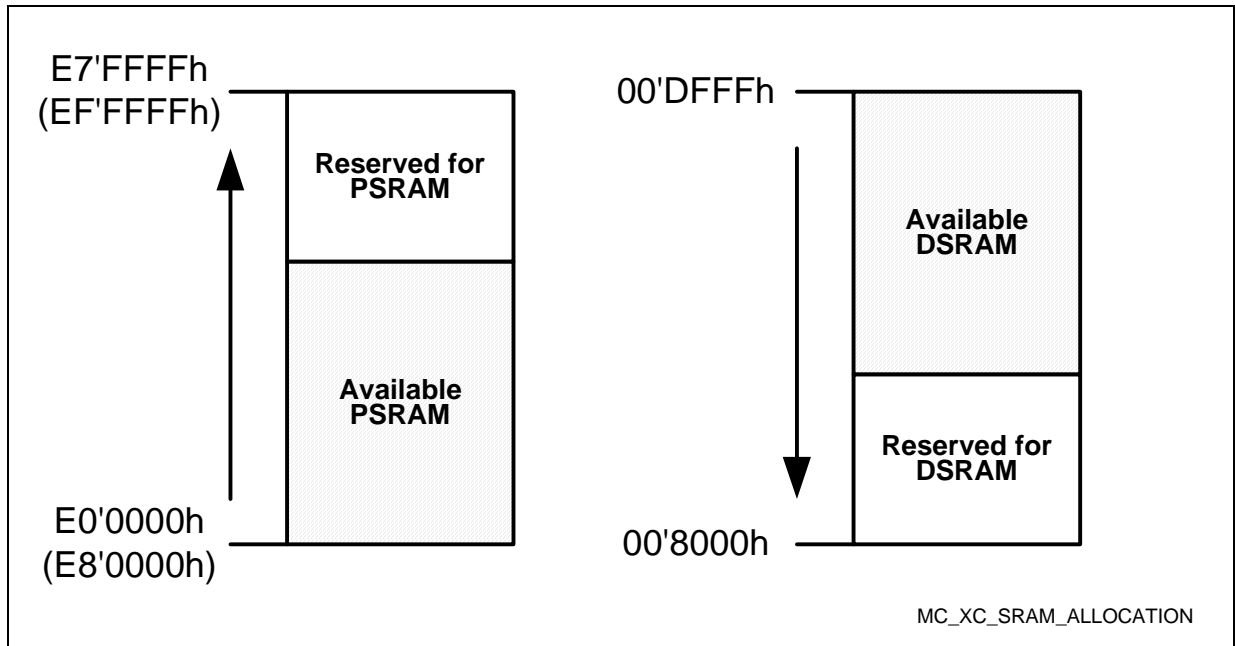 E7'FFFFh
(EF'FFFFh)
Reserved for
PSRAM
Available
PSRAM
E0'0000h
(E8'0000h)
00'DFFFh
Available
DSRAM
Reserved for
DSRAM
00'8000h
MC_XC_SRAM_ALLOCATION